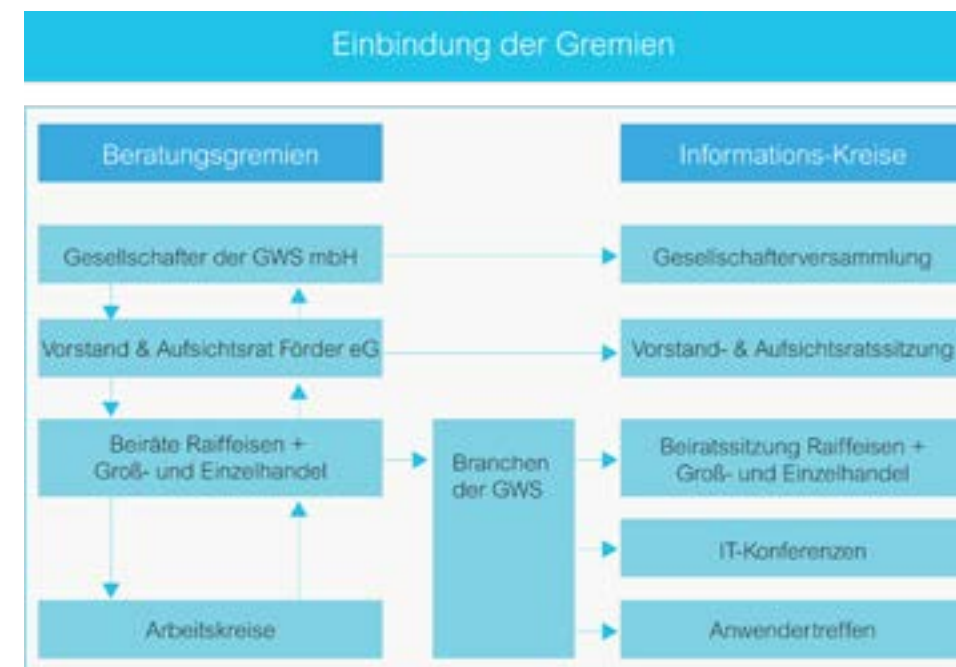 Einbindung der Gremien
Beratungsgremien
Informations-Kreise
Gesellschafter der GWS mbH
Gesellschafterversammlung
Vorstand & Aufsichtsrat Förder eG
Vorstand- & Aufsichtsratssitzung
Beiräte Raiffeisen +
Groß- und Einzelhandel
Branchen
der GWS
Beiratssitzung Raiffeisen +
Groß- und Einzelhandel
IT-Konferenzen
Arbeitskreise
Anwendertreffen